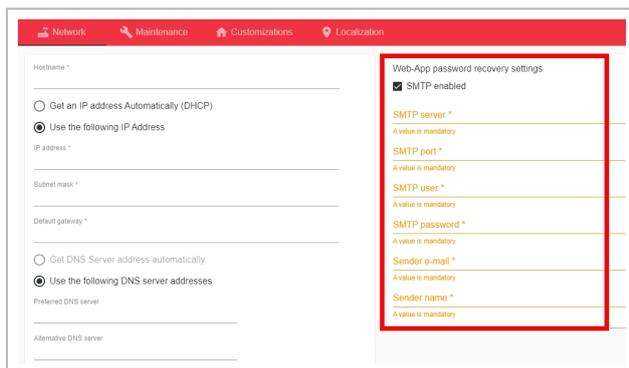 Network Maintenance Customizations Localization
Hostname *
Get an IP address Automatically (DHCP)
Use the following IP Address
IP address *
Subnet mask *
Default gateway *
Get DNS Server address automatically
Use the following DNS server addresses
Preferred DNS server
Alternative DNS server
Web-App password recovery settings
SMTP enabled
SMTP server *
A value is mandatory
SMTP port *
A value is mandatory
SMTP user *
A value is mandatory
SMTP password *
A value is mandatory
Sender e-mail *
A value is mandatory
Sender name *
A value is mandatory